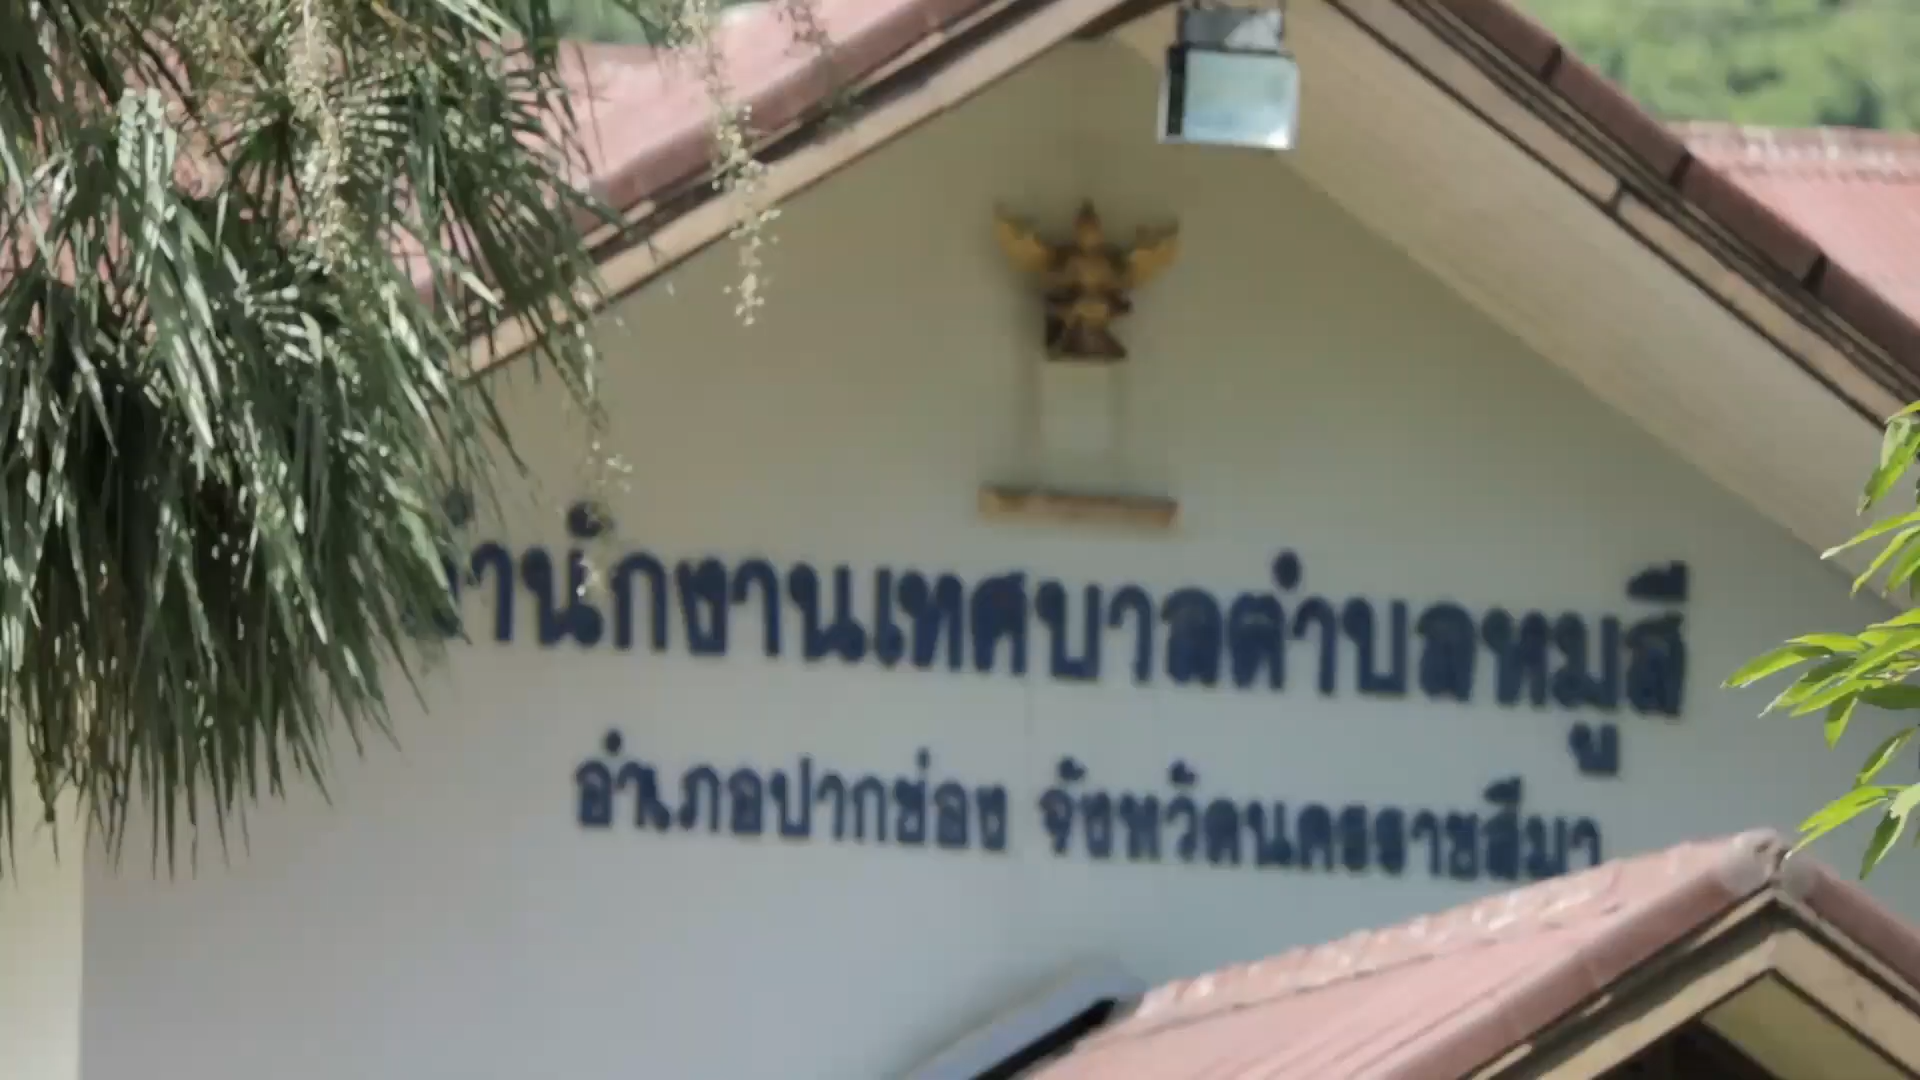 สำนักงานเทศบาลตำบลหมูสี
อำเภอปากช่อง จังหวัดนครราชสีมา